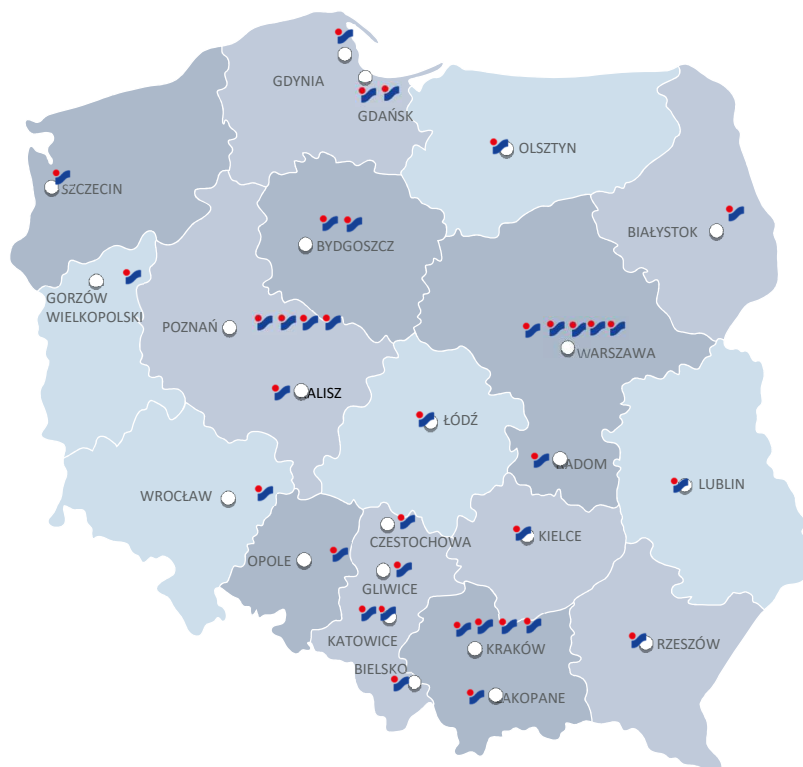 GDYNIA
GDAŃSK
OLSZTYN
SZCZECIN
BIAŁYSTOK
BYDGOSZCZ
GORZÓW
WIELKOPOLSKI
POZNAŃ
WARSZAWA
ALISZ
ŁÓDŹ
ADOM
LUBLIN
WROCŁAW
CZESTOCHOWA
KIELCE
OPOLE
GLIWICE
KATOWICE
KRAKÓW
RZESZÓW
BIELSKO
AKOPANE